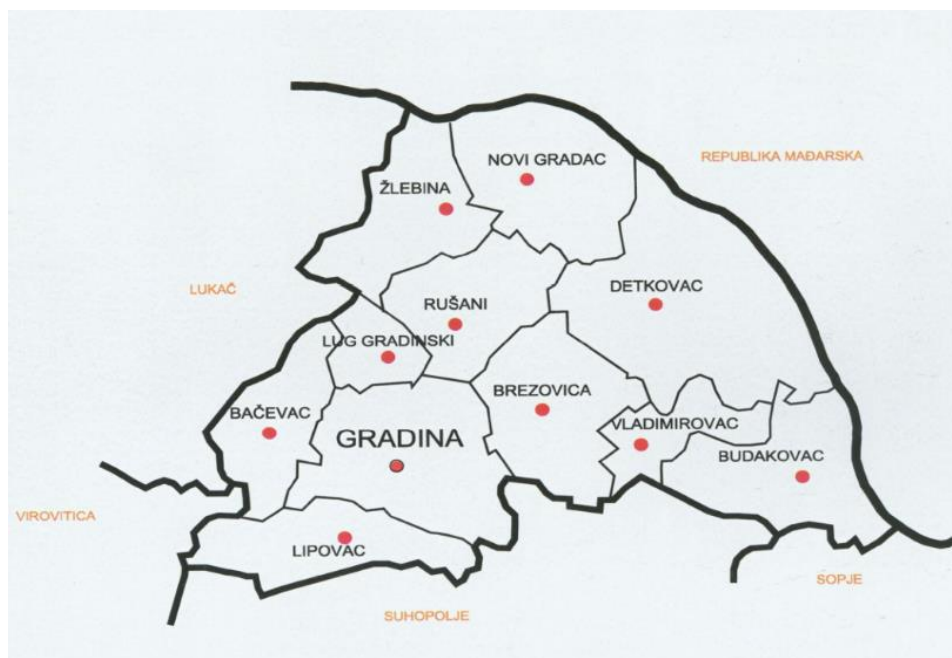 NOVI GRADAC
REPUBLIKA MAĐARSKA
ŽLEBINA
LUKAČ
DETKOVAC
RUŠANI
LUG GRADINSKI
BREZOVICA
BAČEVAC
VLADIMIROVAC
GRADINA
BUDAKOVAC
VIROVITICA
LIPOVAC
SOPJE
SUHOPOLJE